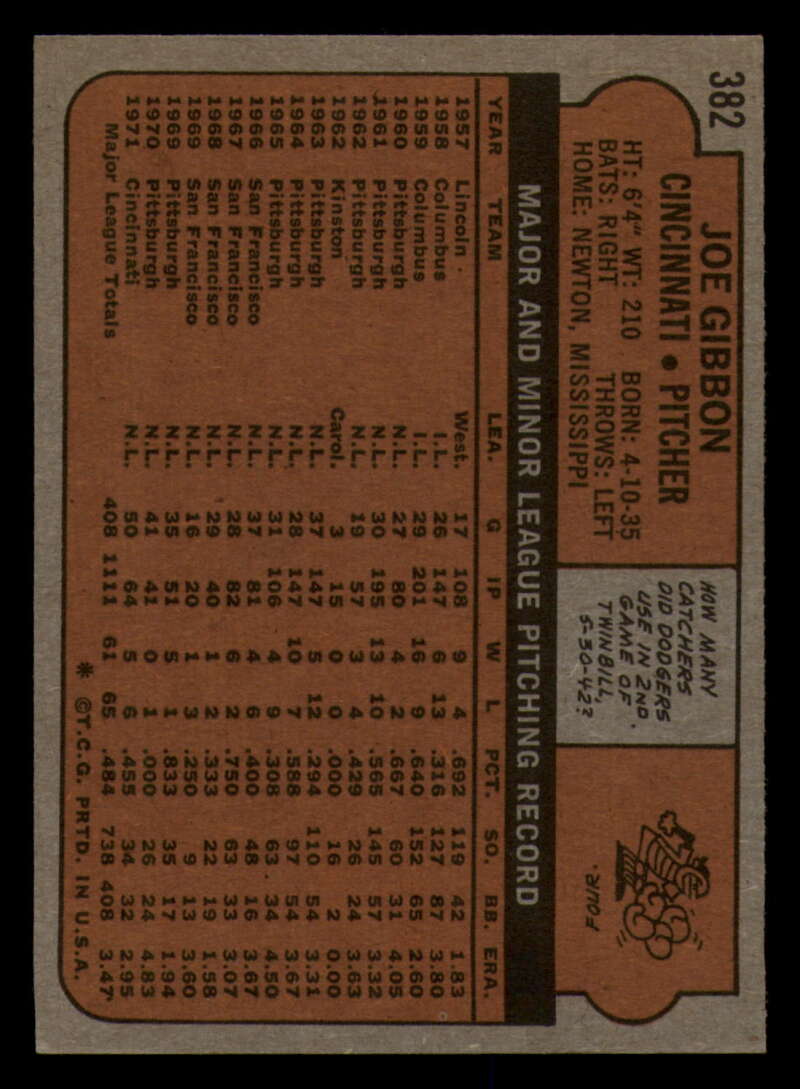 382
JOE GIBBON
CINCINNATI • PITCHER
HT: 6'4" WT: 210 BORN: 4-10-35
BATS: RIGHT THROWS: LEFT
HOME: NEWTON, MISSISSIPPI
HOW MANY
CATCHERS
DID DODGERS
USE IN 2ND
GAME OF
TWINBILL,
5-30-42?
FOUR.
MAJOR AND MINOR LEAGUE PITCHING RECORD
YEAR TEAM LEA. G IP W L PCT. SO. BB. ERA.
1957 Lincoln West. 17 108 9 4 .692 119 42 1.83
1958 Columbus I.L. 26 147 6 13 .316 127 87 3.80
1959 Columbus I.L. 29 201 16 9 .640 152 65 2.60
1960 Pittsburgh N.L. 27 80 4 2 .667 60 31 4.05
1961 Pittsburgh N.L. 30 195 13 10 .565 145 57 3.32
1962 Pittsburgh N.L. 19 57 3 4 .429 26 24 3.63
1962 Kinston Carol. 3 15 0 0 .000 16 2 0.00
1963 Pittsburgh N.L. 37 147 5 12 .294 110 54 3.31
1964 Pittsburgh N.L. 28 147 10 7 .588 97 54 3.67
1965 Pittsburgh N.L. 31 106 4 9 .308 63 34 4.50
1966 San Francisco N.L. 37 81 4 6 .400 48 16 3.67
1967 San Francisco N.L. 28 82 6 2 .750 63 33 3.07
1968 San Francisco N.L. 29 40 1 2 .333 22 19 1.58
1969 San Francisco N.L. 16 20 1 3 .250 9 13 3.60
1969 Pittsburgh N.L. 35 51 5 1 .833 35 17 1.94
1970 Pittsburgh N.L. 41 41 0 1 .000 26 24 4.83
1971 Cincinnati N.L. 50 64 5 6 .455 34 32 2.95
Major League Totals 408 1111 61 65 .484 738 408 3.47
* ©T.C.G. PRTD. IN U.S.A.